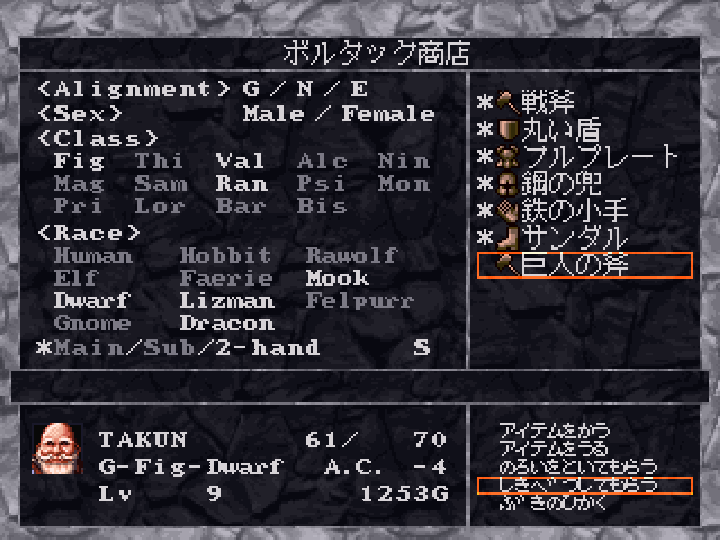 ボルタック商店
<Alignment> G / N / E
<Sex> Male / Female
<Class>
Fig Thi Val Alc Nin
Mag Sam Ran Psi Mon
Pri Lor Bar Bis
<Race>
Human Hobbit Rawolf
Elf Faerie Mook
Dwarf Lizman Felpurr
Gnome Dracon
*Main/Sub/2-hand S
*戦斧
*丸い盾
*プルプレート
*鋼の兜
*鉄の小手
*サンダル
巨人の斧
TAKUN 61/ 70
G-Fig-Dwarf A.C. -4
Lv 9 1253G
アイテムをかう
アイテムをうる
のろいをといてもらう
しきべつしてもらう
ぶきのひかく